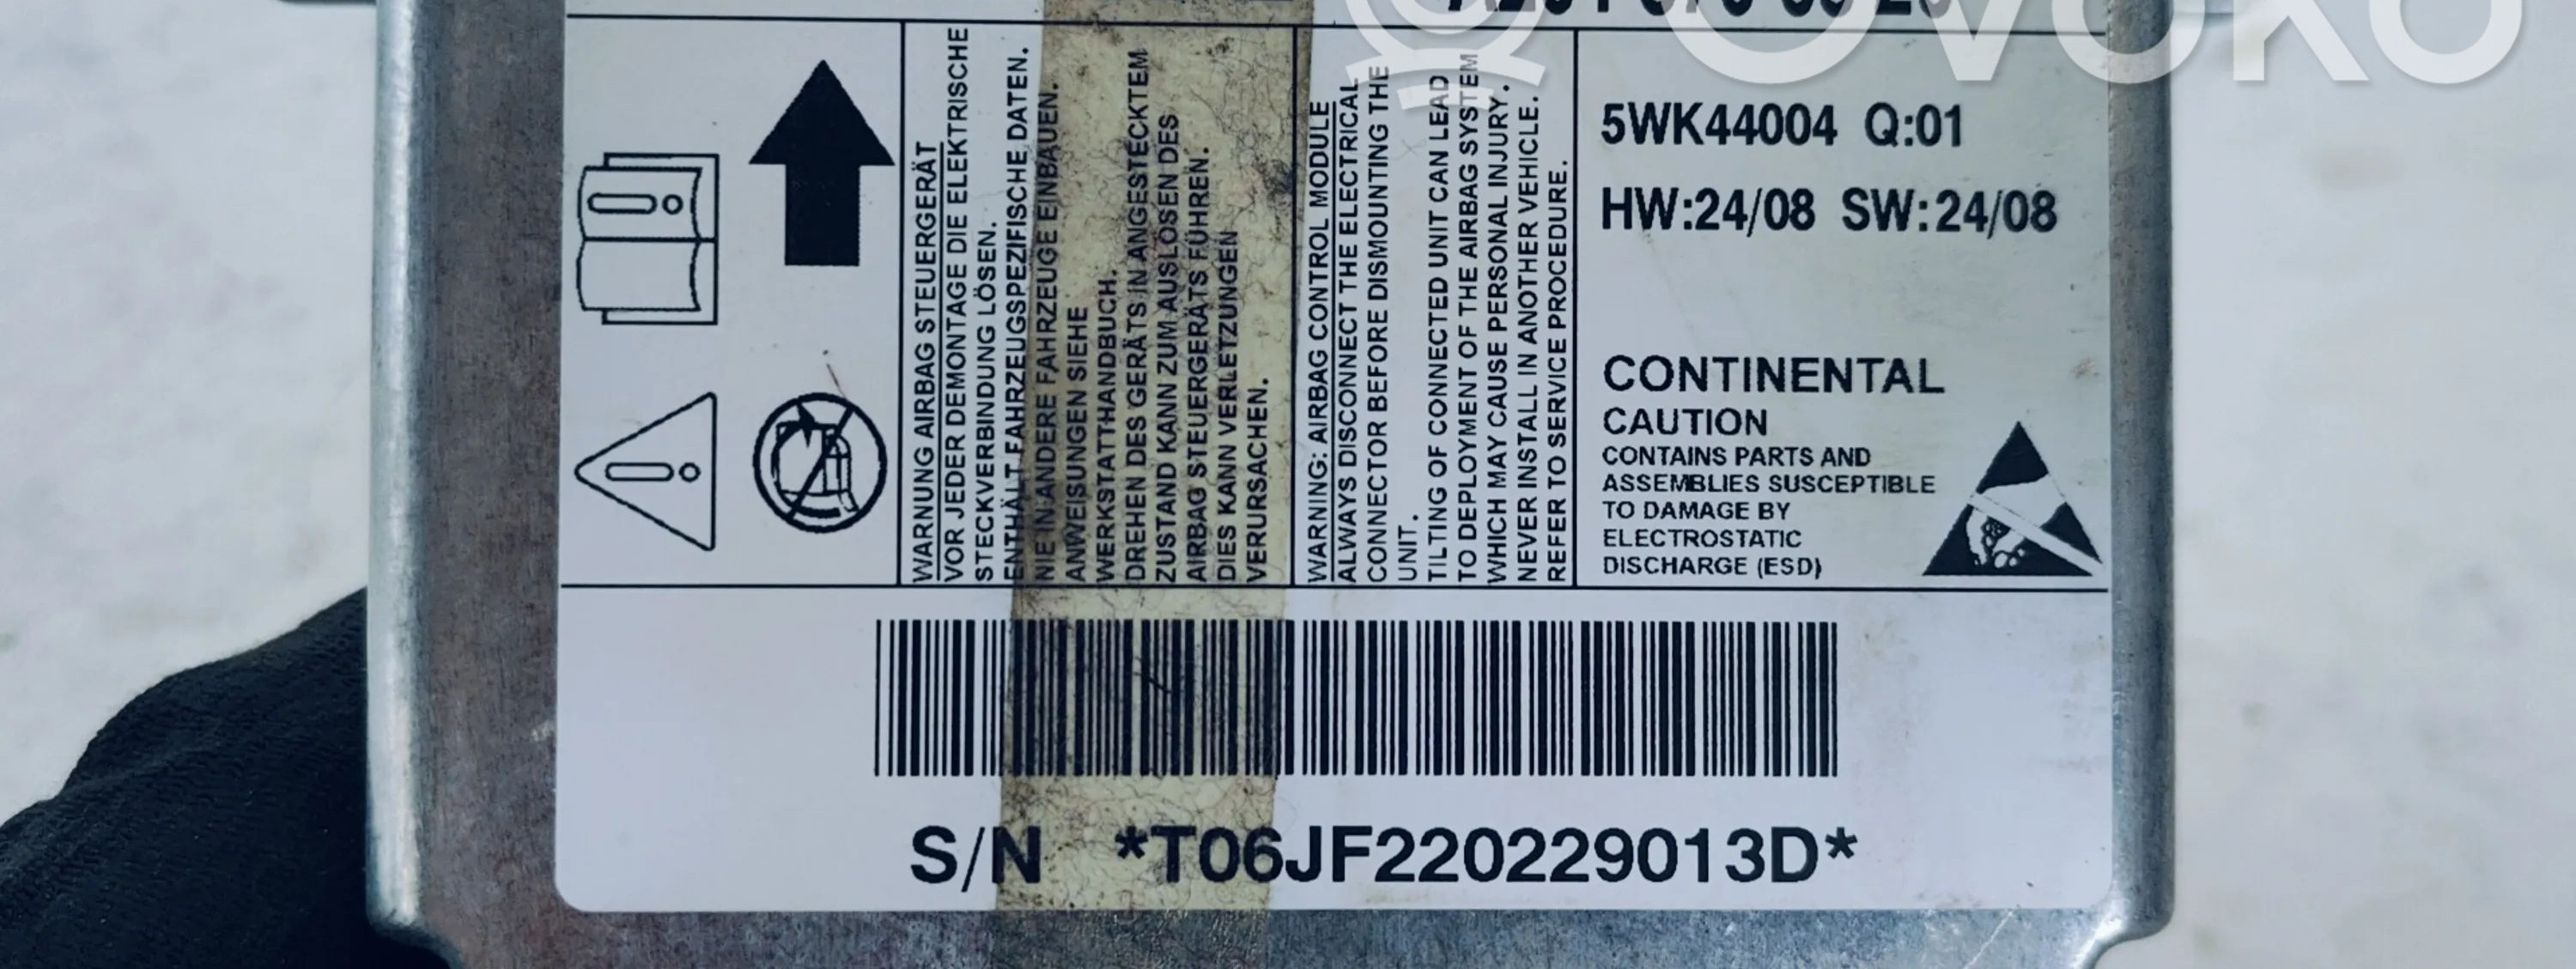 OVOKO
WARNUNG AIRBAG STEUERGERÄT
VOR JEDER DEMONTAGE DIE ELEKTRISCHE
STECKVERBINDUNG LÖSEN.
ENTHÄLT FAHRZEUGSPEZIFISCHE DATEN.
NIE IN ANDERE FAHRZEUGE EINBAUEN.
ANWEISUNGEN SIEHE
WERKSTATTHANDBUCH.
DREHEN DES GERÄTS IN ANGESTECKTEM
ZUSTAND KANN ZUM AUSLÖSEN DES
AIRBAG STEUERGERÄTS FÜHREN.
DIES KANN VERLETZUNGEN
VERURSACHEN.
WARNING: AIRBAG CONTROL MODULE
ALWAYS DISCONNECT THE ELECTRICAL
CONNECTOR BEFORE DISMOUNTING THE
UNIT.
TILTING OF CONNECTED UNIT CAN LEAD
TO DEPLOYMENT OF THE AIRBAG SYSTEM
WHICH MAY CAUSE PERSONAL INJURY.
NEVER INSTALL IN ANOTHER VEHICLE.
REFER TO SERVICE PROCEDURE.
5WK44004 Q:01
HW:24/08 SW:24/08
CONTINENTAL
CAUTION
CONTAINS PARTS AND
ASSEMBLIES SUSCEPTIBLE
TO DAMAGE BY
ELECTROSTATIC
DISCHARGE (ESD)
S/N *T06JF220229013D*